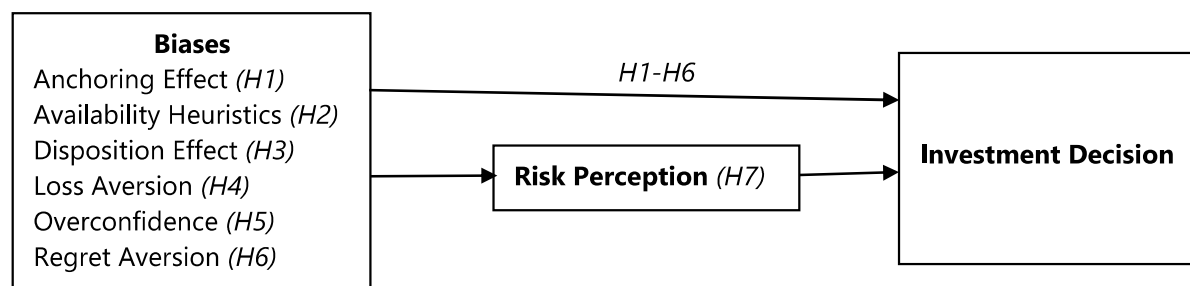 Biases
Anchoring Effect (H1)
Availability Heuristics (H2)
Disposition Effect (H3)
Loss Aversion (H4)
Overconfidence (H5)
Regret Aversion (H6)
H1-H6
Risk Perception (H7)
Investment Decision